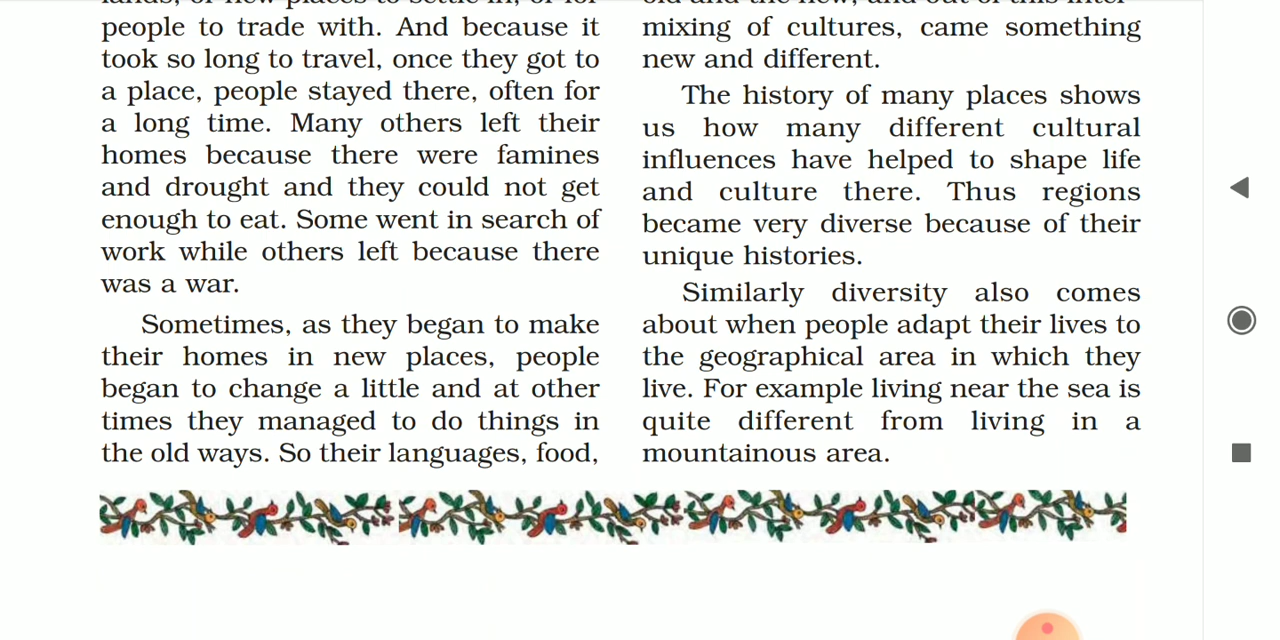 people to trade with. And because it
took so long to travel, once they got to
a place, people stayed there, often for
a long time. Many others left their
homes because there were famines
and drought and they could not get
enough to eat. Some went in search of
work while others left because there
was a war.
Sometimes, as they began to make
their homes in new places, people
began to change a little and at other
times they managed to do things in
the old ways. So their languages, food,
mixing of cultures, came something
new and different.
The history of many places shows
us how many different cultural
influences have helped to shape life
and culture there. Thus regions
became very diverse because of their
unique histories.
Similarly diversity also comes
about when people adapt their lives to
the geographical area in which they
live. For example living near the sea is
quite different from living in a
mountainous area.